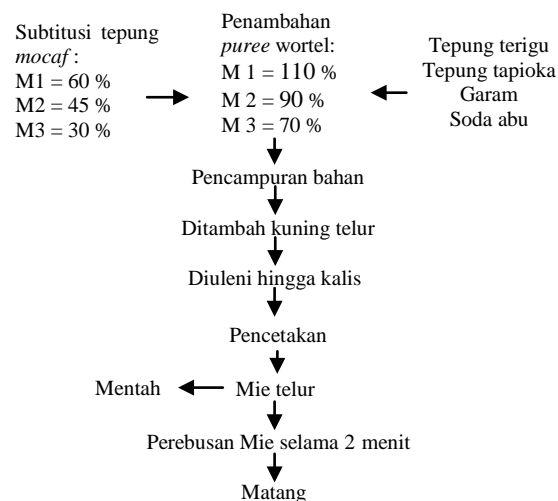 Subtitusi tepung
mocaf :
M1 = 60 %
M2 = 45 %
M3 = 30 %
Penambahan
puree wortel:
M 1 = 110 %
M 2 = 90 %
M 3 = 70 %
Tepung terigu
Tepung tapioka
Garam
Soda abu
Pencampuran bahan
Ditambah kuning telur
Diuleni hingga kalis
Pencetakan
Mentah
Mie telur
Perebusan Mie selama 2 menit
Matang